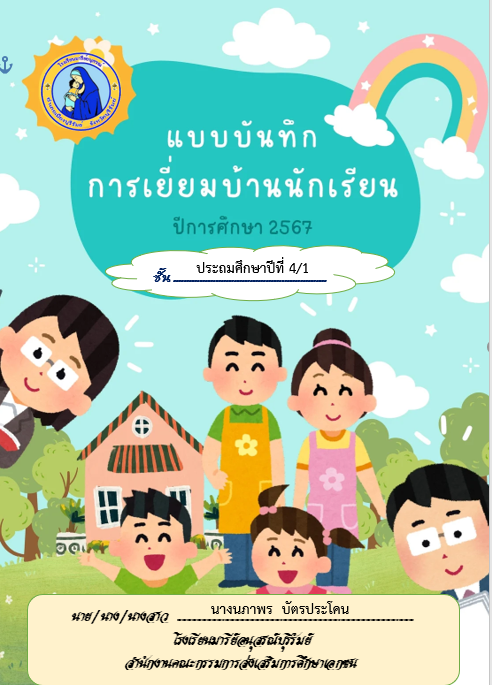 แบบบันทึก
การเยี่ยมบ้านนักเรียน
ปีการศึกษา 2567
ชั้น ประถมศึกษาปีที่ 4/1
นาย/นาง/นางสาว นางนภาพร บัตรประโคน
โรงเรียนมารีย์อนุสรณ์บุรีรัมย์
สำนักงานคณะกรรมการส่งเสริมการศึกษาเอกชน